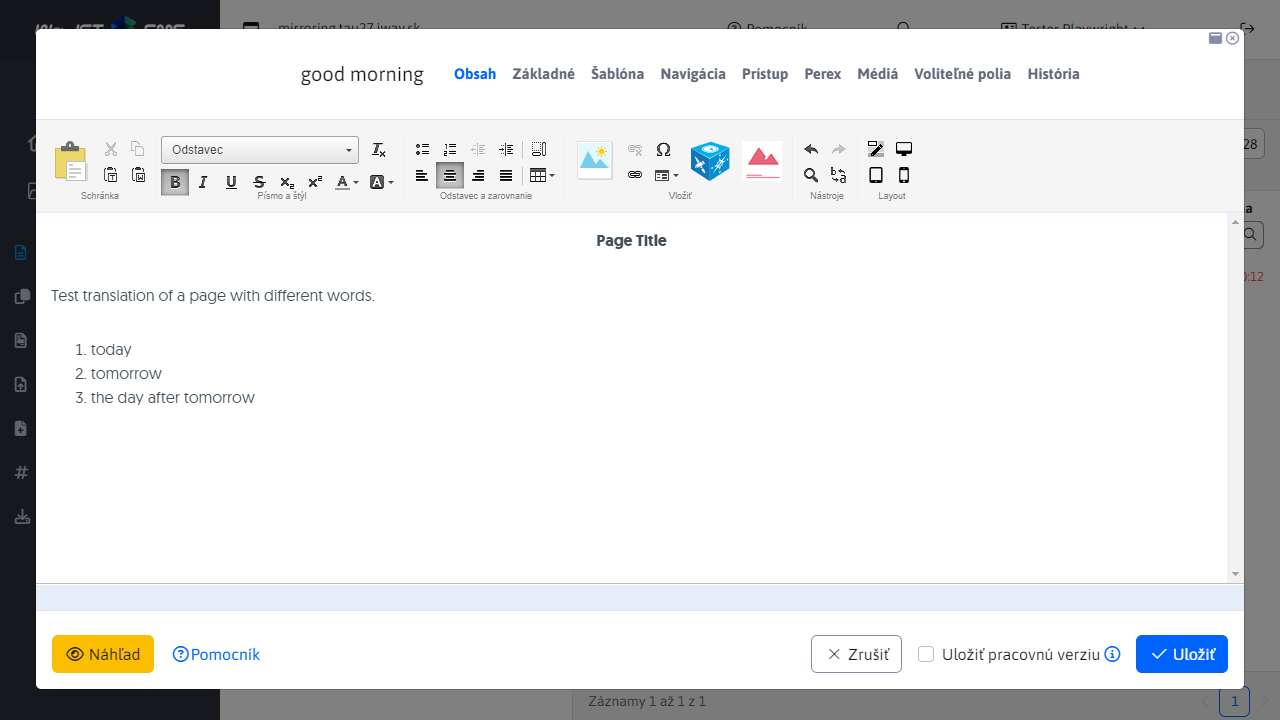 mirroring.tau27.iway.sk
Pomocník
Tester Playwright
good morning
Obsah Základné Šablóna Navigácia Prístup Perex Médiá Voliteľné polia História
Odstavec
Schránka
Písmo a štýl
Odstavec a zarovnanie
Vložiť
Nástroje
Layout
28
a
0:12
Page Title
Test translation of a page with different words.
1. today
2. tomorrow
3. the day after tomorrow
Náhľad
Pomocník
Zrušiť
Uložiť pracovnú verziu
Uložiť
Záznamy 1 až 1 z 1
1